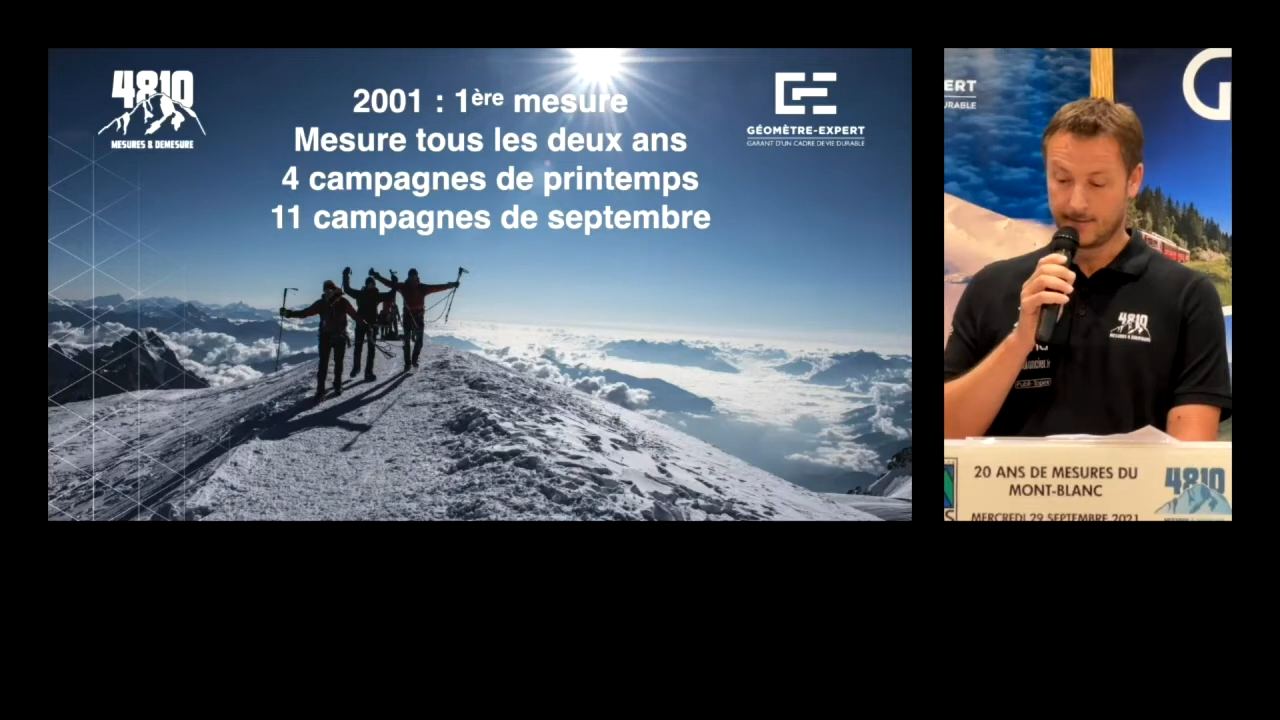 4810
MESURES & DEMESURE
2001 : 1ère mesure
Mesure tous les deux ans
4 campagnes de printemps
11 campagnes de septembre
GE
GÉOMÈTRE-EXPERT
GARANT D'UN CADRE DE VIE DURABLE
ERT
URABLE
G
4810
MESURES & DEMESURE
20 ANS DE MESURES DU
MONT-BLANC
MERCREDI 29 SEPTEMBRE 2021
4810